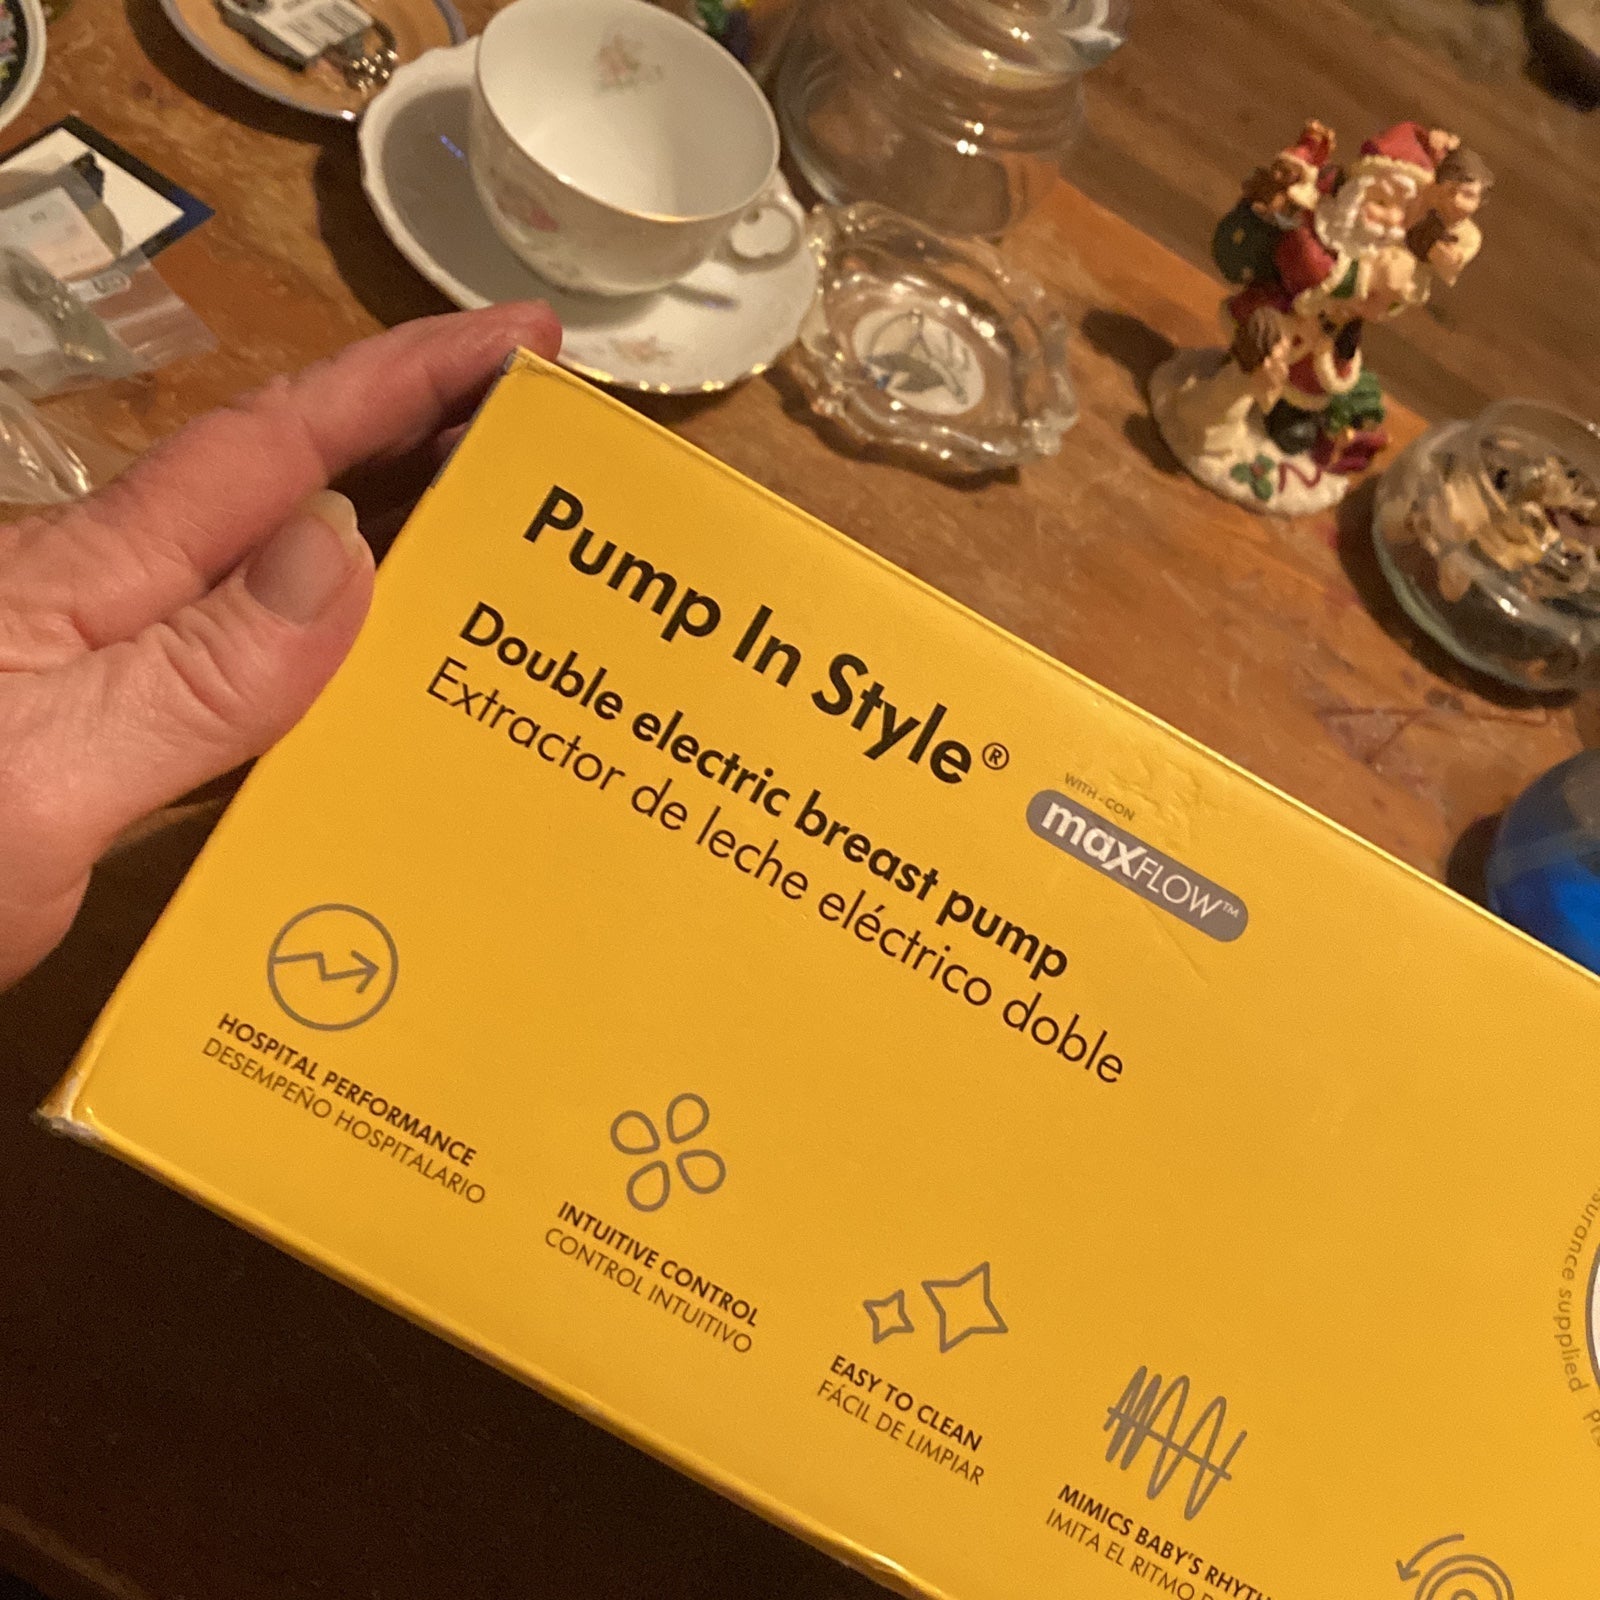 Pump In Style®
WITH - CON
maxFLOW™
Double electric breast pump
Extractor de leche eléctrico doble
HOSPITAL PERFORMANCE
DESEMPEÑO HOSPITALARIO
INTUITIVE CONTROL
CONTROL INTUITIVO
EASY TO CLEAN
FÁCIL DE LIMPIAR
MIMICS BABY'S
IMITA EL RITMO
supplied